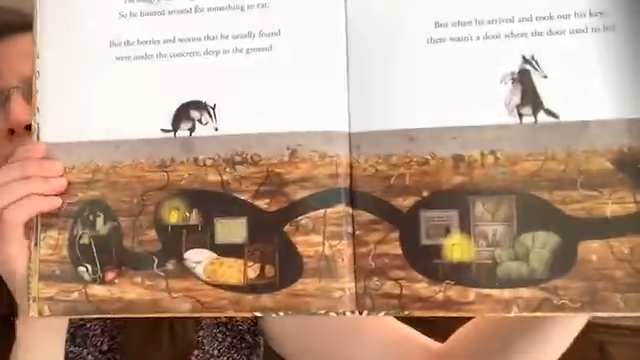 So he hunted around for something to eat.
But the beetles and worms that he usually found
were under the concrete, deep in the ground.
But when he arrived and took out his key,
there wasn't a door where the door used to be.